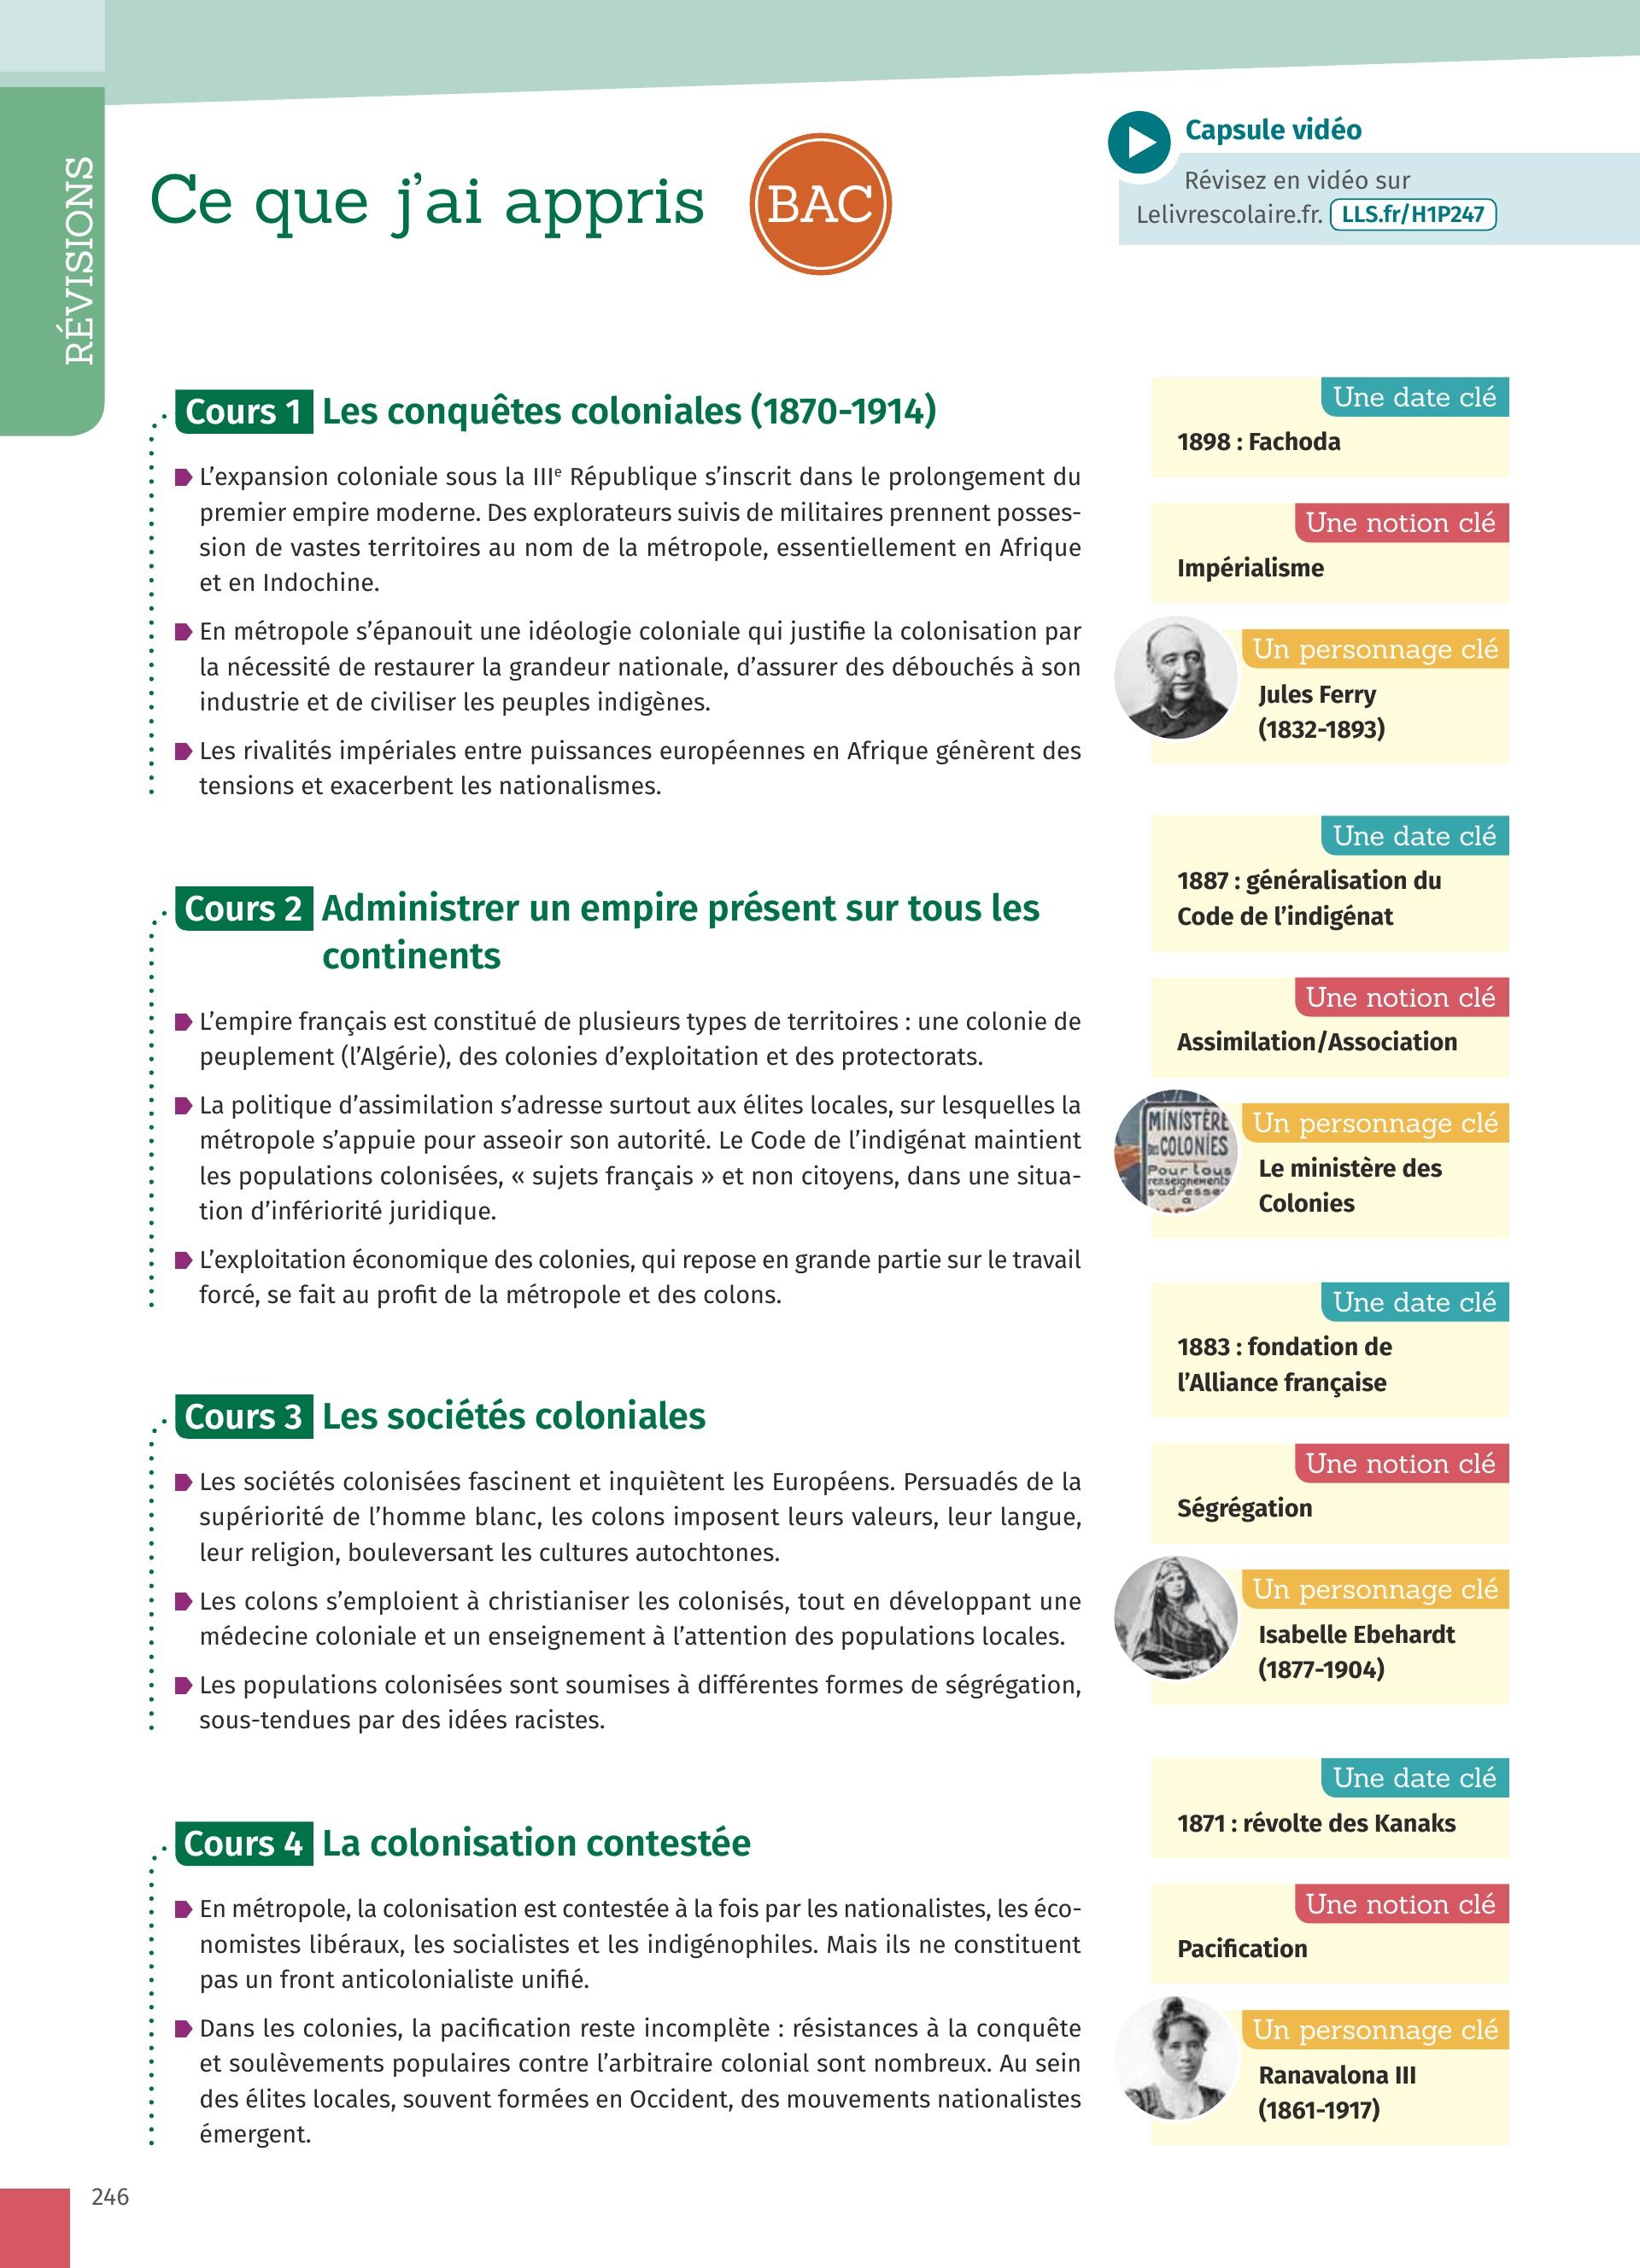 RÉVISIONS
Ce que j’ai appris
BAC
Capsule vidéo
Révisez en vidéo sur
Lelivrescolaire.fr. LLS.fr/H1P247
Cours 1 Les conquêtes coloniales (1870-1914)
L’expansion coloniale sous la IIIe République s’inscrit dans le prolongement du
premier empire moderne. Des explorateurs suivis de militaires prennent posses-
sion de vastes territoires au nom de la métropole, essentiellement en Afrique
et en Indochine.
En métropole s’épanouit une idéologie coloniale qui justifie la colonisation par
la nécessité de restaurer la grandeur nationale, d’assurer des débouchés à son
industrie et de civiliser les peuples indigènes.
Les rivalités impériales entre puissances européennes en Afrique génèrent des
tensions et exacerbent les nationalismes.
Une date clé
1898 : Fachoda
Une notion clé
Impérialisme
Un personnage clé
Jules Ferry
(1832-1893)
Cours 2 Administrer un empire présent sur tous les
continents
L’empire français est constitué de plusieurs types de territoires : une colonie de
peuplement (l’Algérie), des colonies d’exploitation et des protectorats.
La politique d’assimilation s’adresse surtout aux élites locales, sur lesquelles la
métropole s’appuie pour asseoir son autorité. Le Code de l’indigénat maintient
les populations colonisées, « sujets français » et non citoyens, dans une situa-
tion d’infériorité juridique.
L’exploitation économique des colonies, qui repose en grande partie sur le travail
forcé, se fait au profit de la métropole et des colons.
Une date clé
1887 : généralisation du
Code de l’indigénat
Une notion clé
Assimilation/Association
MINISTÈRE
des COLONIES
Pour tous
renseignements
s'adresser
à
Un personnage clé
Le ministère des
Colonies
Cours 3 Les sociétés coloniales
Les sociétés colonisées fascinent et inquiètent les Européens. Persuadés de la
supériorité de l’homme blanc, les colons imposent leurs valeurs, leur langue,
leur religion, bouleversant les cultures autochtones.
Les colons s’emploient à christianiser les colonisés, tout en développant une
médecine coloniale et un enseignement à l’attention des populations locales.
Les populations colonisées sont soumises à différentes formes de ségrégation,
sous-tendues par des idées racistes.
Une date clé
1883 : fondation de
l’Alliance française
Une notion clé
Ségrégation
Un personnage clé
Isabelle Ebehardt
(1877-1904)
Cours 4 La colonisation contestée
En métropole, la colonisation est contestée à la fois par les nationalistes, les éco-
nomistes libéraux, les socialistes et les indigénophiles. Mais ils ne constituent
pas un front anticolonialiste unifié.
Dans les colonies, la pacification reste incomplète : résistances à la conquête
et soulèvements populaires contre l’arbitraire colonial sont nombreux. Au sein
des élites locales, souvent formées en Occident, des mouvements nationalistes
émergent.
Une date clé
1871 : révolte des Kanaks
Une notion clé
Pacification
Un personnage clé
Ranavalona III
(1861-1917)
246